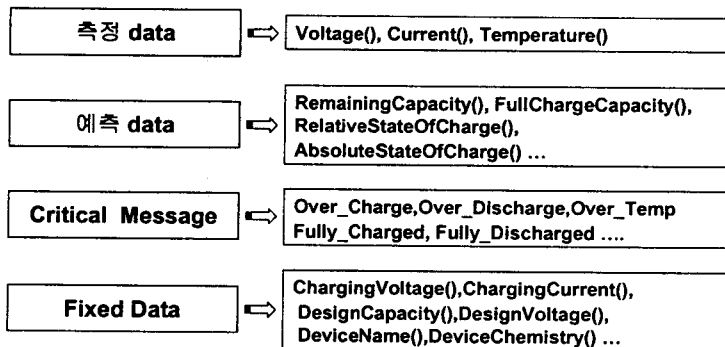 측정 data
Voltage(), Current(), Temperature()
예측 data
RemainingCapacity(), FullChargeCapacity(),
RelativeStateOfCharge(),
AbsoluteStateOfCharge() ...
Critical Message
Over_Charge,Over_Discharge,Over_Temp
Fully_Charged, Fully_Discharged ....
Fixed Data
ChargingVoltage(),ChargingCurrent(),
DesignCapacity(),DesignVoltage(),
DeviceName(),DeviceChemistry() ...